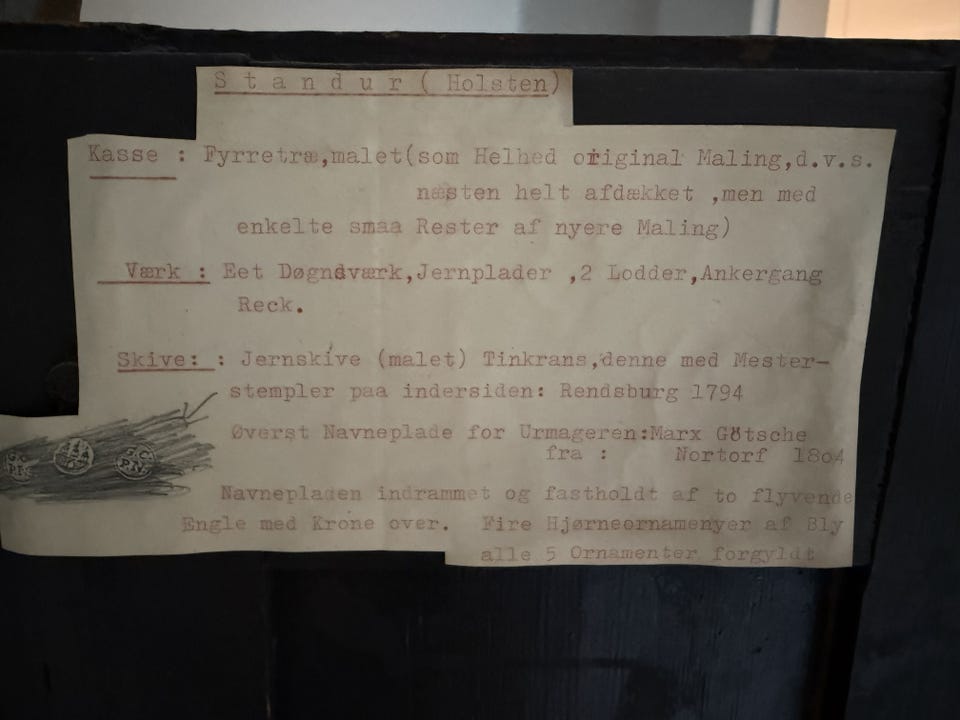 Standur ( Holsten)
Kasse : Fyrretræ,malet(som Helhed original Maling,d.v.s.
næsten helt afdækket ,men med
enkelte smaa Rester af nyere Maling)
Værk : Eet Døgndværk,Jernplader ,2 Lodder,Ankergang
Reck.
Skive: : Jernskive (malet) Tinkrans,denne med Mester-
stempler paa indersiden: Rendsburg 1794
Øverst Navneplade for Urmageren:Marx Götsche
fra : Nortorf 1804
Navnepladen indrammet og fastholdt af to flyvende
Engle med Krone over. Fire Hjørneornamenyer af Bly
alle 5 Ornamenter forgyldt